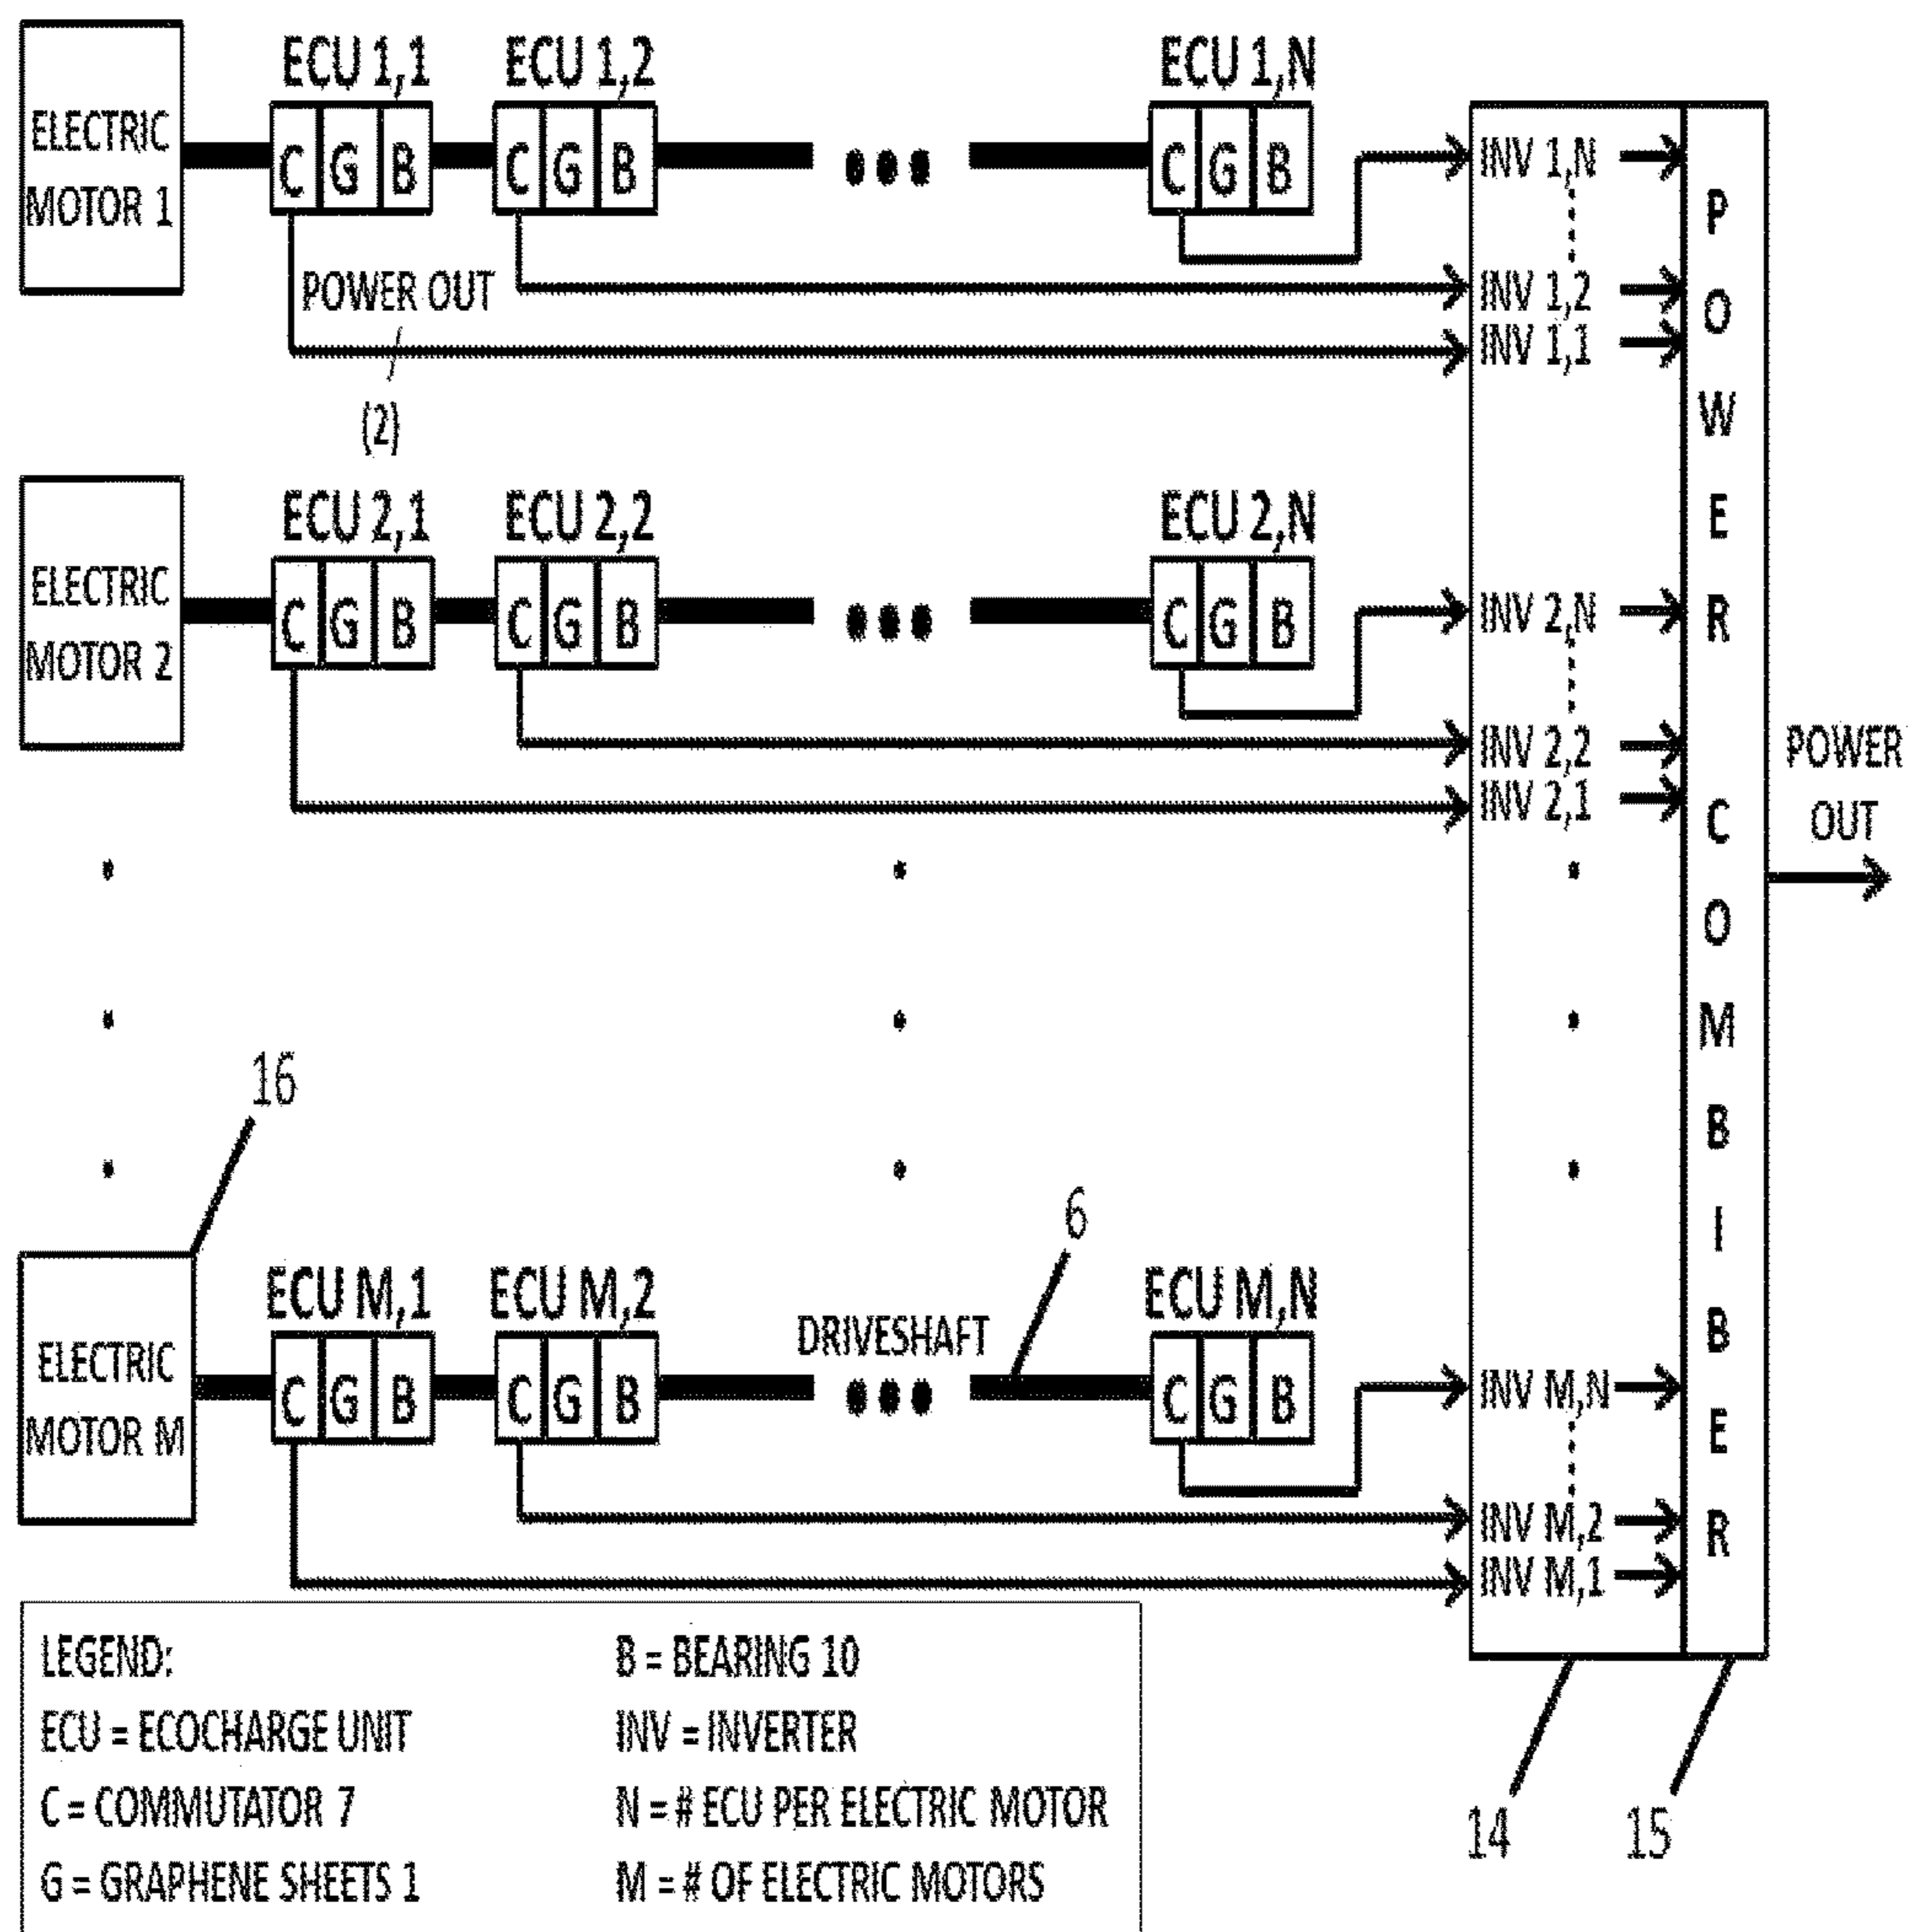 ECU 1,1
ECU 1,2
ECU 1,N
ELECTRIC
MOTOR 1
C G B
C G B
C G B
INV 1,N
POWER OUT
INV 1,2
INV 1,1
(2)
ECU 2,1
ECU 2,2
ECU 2,N
ELECTRIC
MOTOR 2
C G B
C G B
C G B
INV 2,N
INV 2,2
INV 2,1
POWER COMBIBER
POWER
OUT
16
6
ECU M,1
ECU M,2
DRIVESHAFT
ECU M,N
ELECTRIC
MOTOR M
C G B
C G B
C G B
INV M,N
INV M,2
INV M,1
LEGEND:
ECU = ECOCHARGE UNIT
C = COMMUTATOR 7
G = GRAPHENE SHEETS 1
B = BEARING 10
INV = INVERTER
N = # ECU PER ELECTRIC MOTOR
M = # OF ELECTRIC MOTORS
14
15